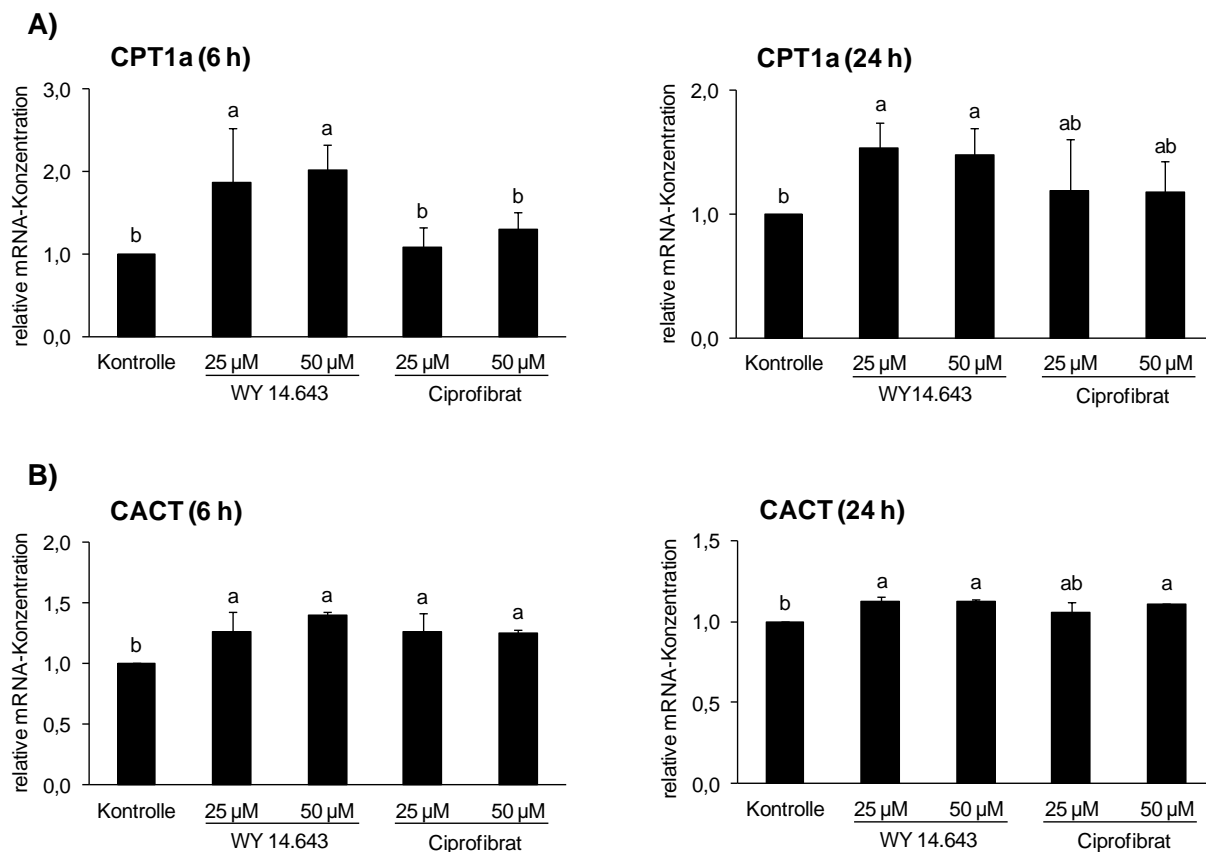 A)
CPT1a (6 h)
relative mRNA-Konzentration
3,0
2,0
1,0
0,0
b
a
a
b
b
Kontrolle
25 µM
50 µM
25 µM
50 µM
WY 14.643
Ciprofibrat
CPT1a (24 h)
relative mRNA-Konzentration
2,0
1,0
0,0
b
a
a
ab
ab
Kontrolle
25 µM
50 µM
25 µM
50 µM
WY14.643
Ciprofibrat
B)
CACT (6 h)
relative mRNA-Konzentration
2,0
1,5
1,0
0,5
0,0
b
a
a
a
a
Kontrolle
25 µM
50 µM
25 µM
50 µM
WY 14.643
Ciprofibrat
CACT (24 h)
relative mRNA-Konzentration
1,5
1,0
0,5
0,0
b
a
a
ab
a
Kontrolle
25 µM
50 µM
25 µM
50 µM
WY 14.643
Ciprofibrat